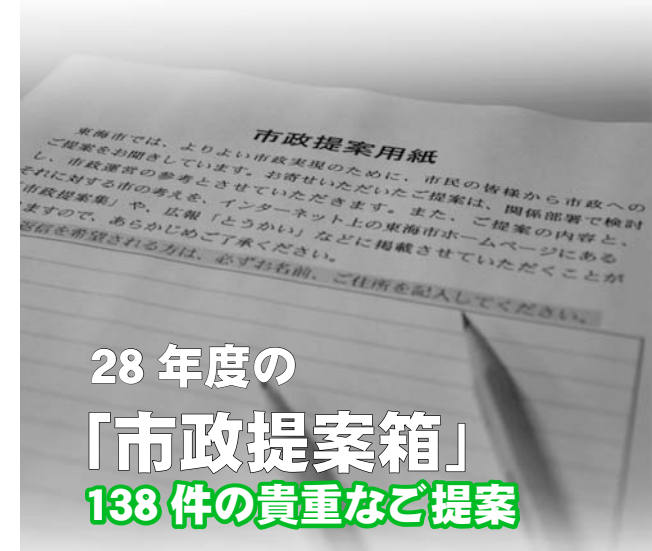 市政提案用紙
東海市では、よりよい市政実現のために、市民の皆様から市政への
ご提案をお聞きしています。お寄せいただいたご提案は、関係部署で検討
し、市政運営の参考とさせていただきます。また、ご提案の内容と、
それに対する市の考えを、インターネット上の東海市ホームページにある
「市政提案集」や、広報「とうかい」などに掲載させていただくことが
ますので、あらかじめご了承ください。
返信を希望される方は、必ずお名前、ご住所を記入してください。
28年度の
「市政提案箱」
138件の貴重なご提案